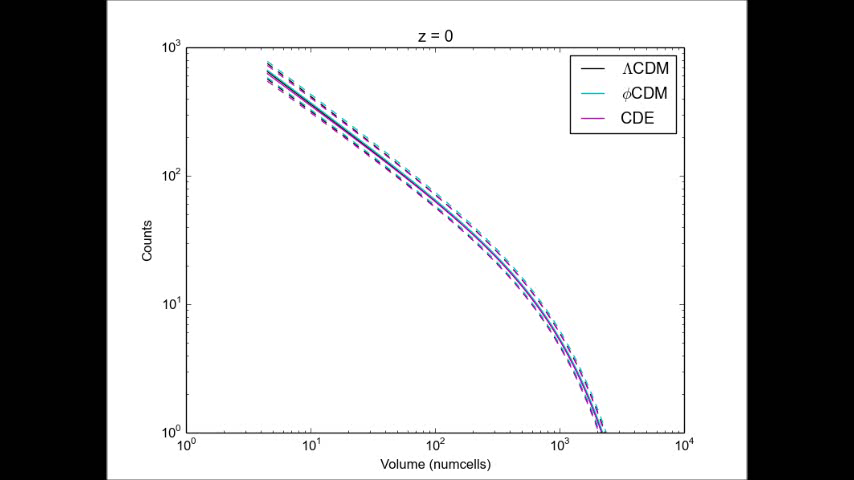 z = 0
10³
10²
10¹
10⁰
Counts
ΛCDM
ϕCDM
CDE
10⁰ 10¹ 10² 10³ 10⁴
Volume (numcells)